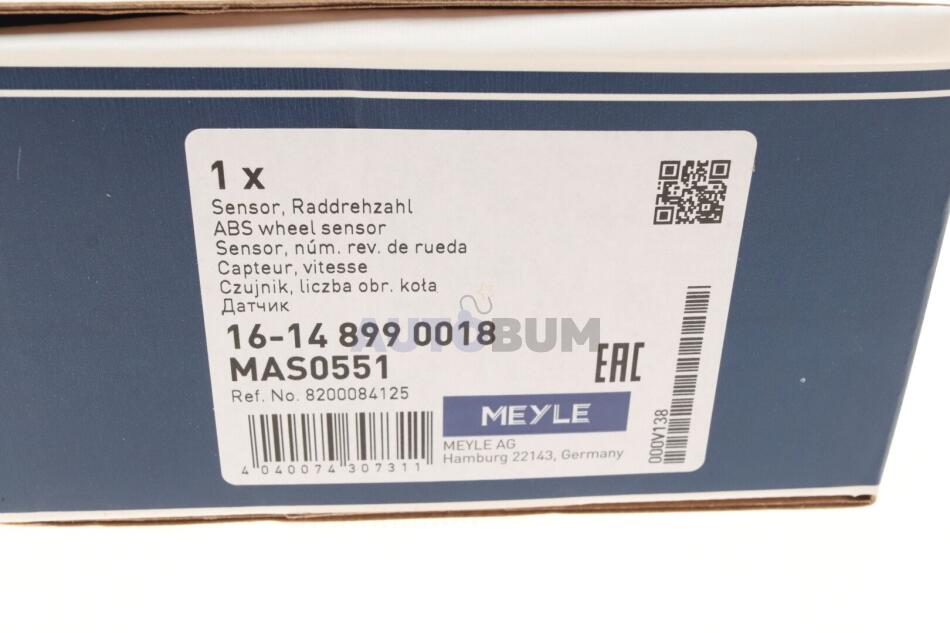 1 x
Sensor, Raddrehzahl
ABS wheel sensor
Sensor, núm. rev. de rueda
Capteur, vitesse
Czujnik, liczba obr. koła
Датчик
AUTOBUM
16-14 899 0018
MAS0551
EAC
Ref. No. 8200084125
MEYLE
MEYLE AG
Hamburg 22143, Germany
4 040074 307311
000V138